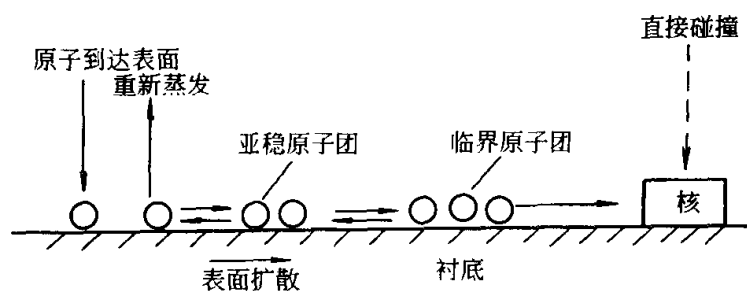 直接碰撞
原子到达表面
重新蒸发
亚稳原子团
临界原子团
核
表面扩散
衬底